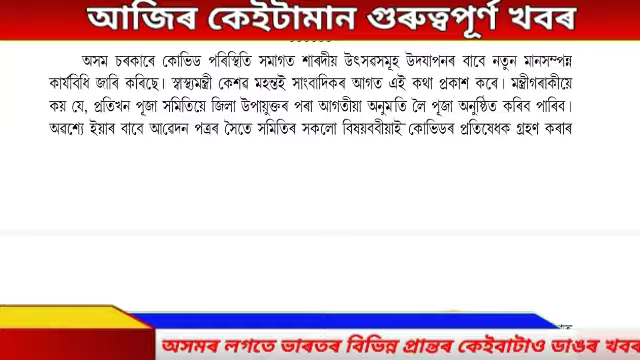 আজিৰ কেইটামান গুৰুত্বপূৰ্ণ খবৰ
অসম চৰকাৰে কোভিড পৰিস্থিতি সমাগত শাৰদীয় উৎসৱসমূহ উদযাপনৰ বাবে নতুন মানসম্পন্ন
কাৰ্যবিধি জাৰি কৰিছে। স্বাস্থ্যমন্ত্ৰী কেশৱ মহন্তই সাংবাদিকৰ আগত এই কথা প্ৰকাশ কৰে। মন্ত্ৰীগৰাকীয়ে
কয় যে, প্ৰতিখন পূজা সমিতিয়ে জিলা উপায়ুক্তৰ পৰা আগতীয়া অনুমতি লৈ পূজা অনুষ্ঠিত কৰিব পাৰিব।
অৱশ্যে ইয়াৰ বাবে আৱেদন পত্ৰৰ সৈতে সমিতিৰ সকলো বিষয়ববীয়াই কোভিডৰ প্ৰতিষেধক গ্ৰহণ কৰাৰ
অসমৰ লগতে ভাৰতৰ বিভিন্ন প্ৰান্তৰ কেইবাটাও ডাঙৰ খবৰ